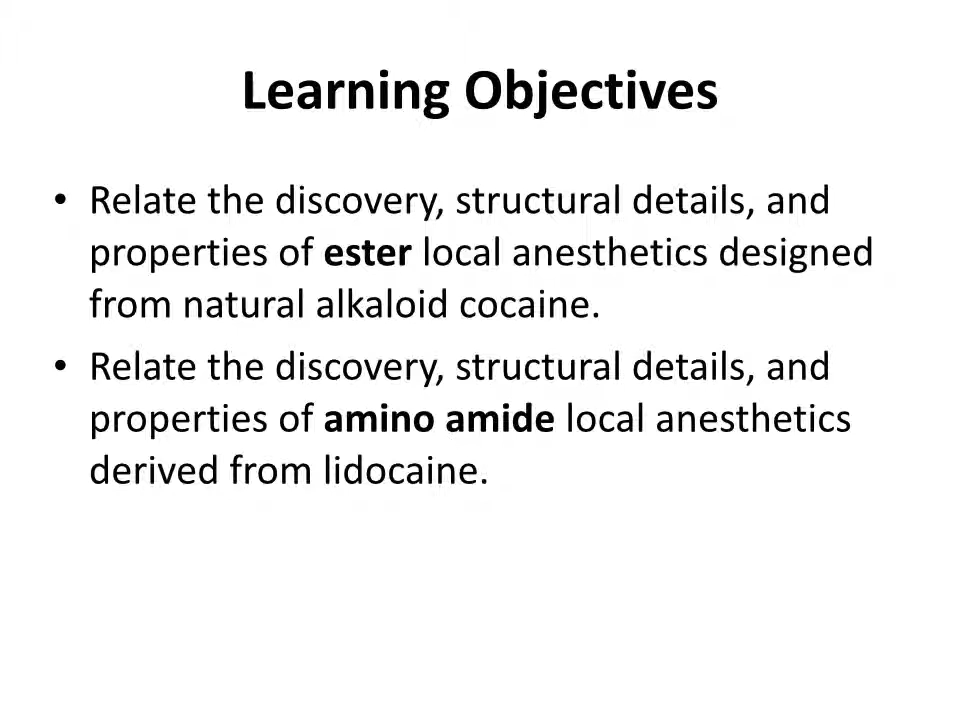 Learning Objectives
• Relate the discovery, structural details, and
properties of ester local anesthetics designed
from natural alkaloid cocaine.
• Relate the discovery, structural details, and
properties of amino amide local anesthetics
derived from lidocaine.